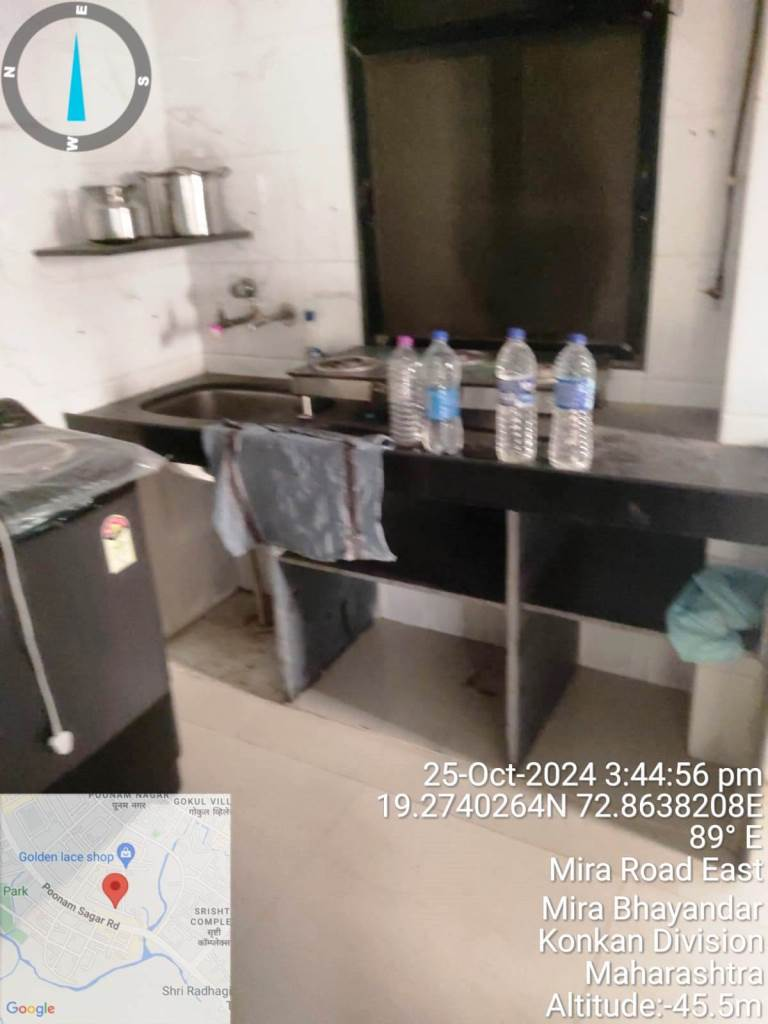 E
N
S
W
25-Oct-2024 3:44:56 pm
19.2740264N 72.8638208E
89° E
Mira Road East
Mira Bhayandar
Konkan Division
Maharashtra
Altitude:-45.5m
POONAM NAGAR
पूनम नगर
GOKUL VILL
गोकुल
Golden lace shop
Park
Poonam Sagar Rd
SRISHT
COMPLE
सृष्टी
Shri Radhagi
Google